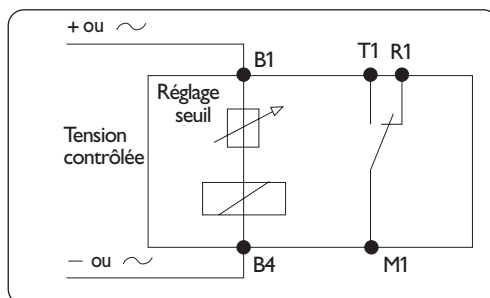 + ou ~
B1
T1 R1
Réglage
seuil
Tension
contrôlée
− ou ~
B4
M1